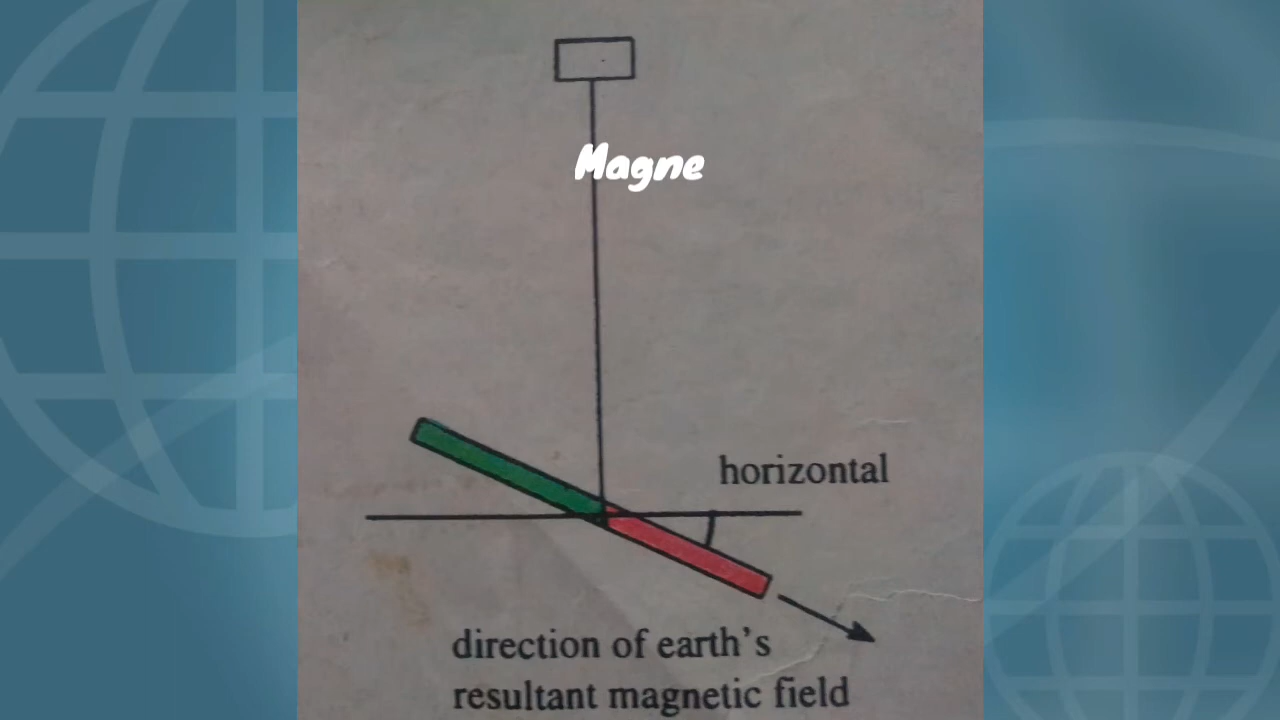 Magne
horizontal
direction of earth's
resultant magnetic field